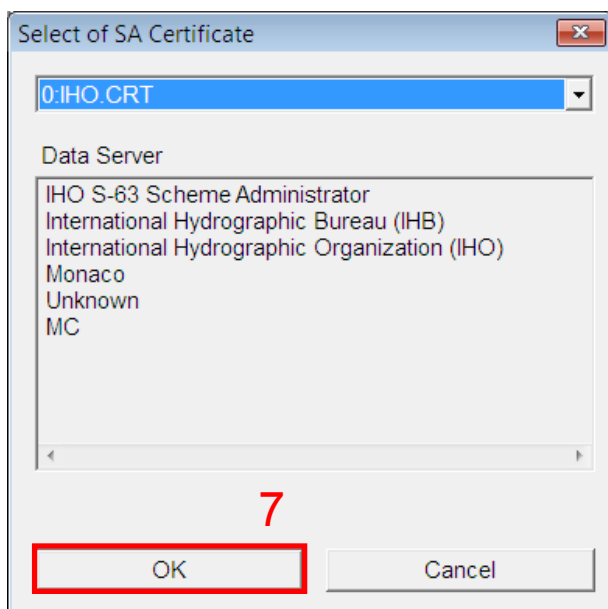 Select of SA Certificate
0:IHO.CRT
Data Server
IHO S-63 Scheme Administrator
International Hydrographic Bureau (IHB)
International Hydrographic Organization (IHO)
Monaco
Unknown
MC
7
OK
Cancel